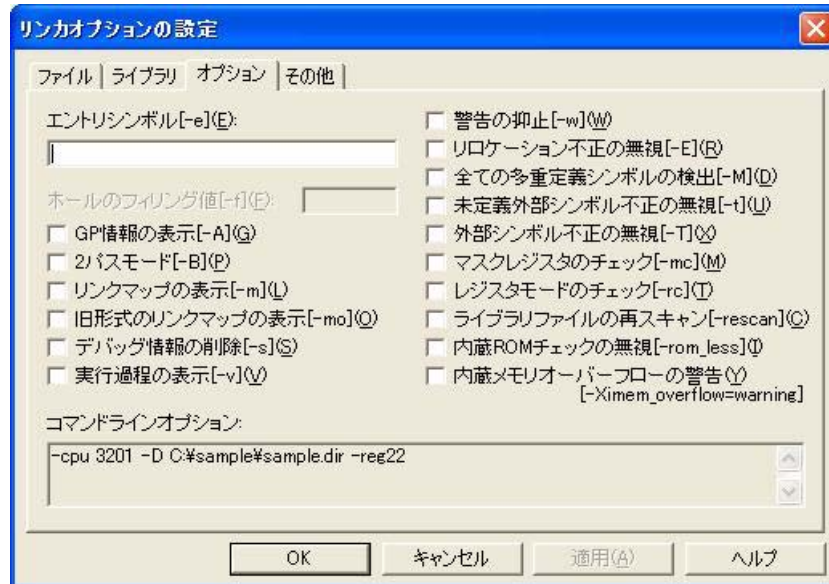 リンカオプションの設定
ファイル
ライブラリ
オプション
その他
エントリシンボル[-e](E):
ホールのフィリング値[-f](F):
GP情報の表示[-A](G)
2パスモード[-B](P)
リンクマップの表示[-m](L)
旧形式のリンクマップの表示[-mo](O)
デバッグ情報の削除[-s](S)
実行過程の表示[-v](V)
警告の抑止[-w](W)
リロケーション不正の無視[-E](R)
全ての多重定義シンボルの検出[-M](D)
未定義外部シンボル不正の無視[-t](U)
外部シンボル不正の無視[-T](X)
マスクレジスタのチェック[-mc](M)
レジスタモードのチェック[-rc](T)
ライブラリファイルの再スキャン[-rescan](C)
内蔵ROMチェックの無視[-rom_less](I
内蔵メモリオーバーフローの警告(Y)
[-Ximem_overflow=warning]
コマンドラインオプション:
-cpu 3201 -D C:¥sample¥sample.dir -reg22
OK
キャンセル
適用(A)
ヘルプ